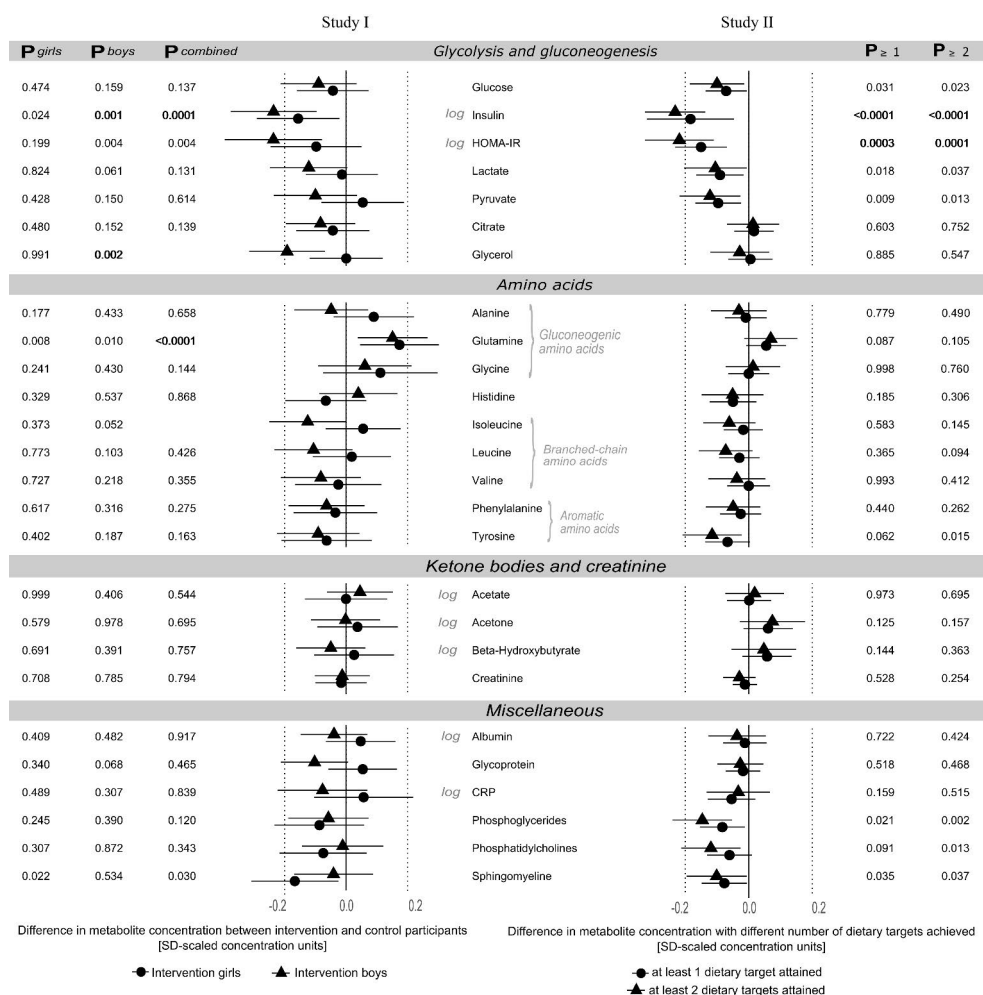 Study I Study II
P girls P boys P combined Glycolysis and gluconeogenesis P ≥ 1 P ≥ 2
0.474 0.159 0.137 Glucose 0.031 0.023
0.024 0.001 0.0001 log Insulin <0.0001 <0.0001
0.199 0.004 0.004 log HOMA-IR 0.0003 0.0001
0.824 0.061 0.131 Lactate 0.018 0.037
0.428 0.150 0.614 Pyruvate 0.009 0.013
0.480 0.152 0.139 Citrate 0.603 0.752
0.991 0.002 Glycerol 0.885 0.547
Amino acids
0.177 0.433 0.658 Alanine 0.779 0.490
0.008 0.010 <0.0001 Glutamine Gluconeogenic amino acids 0.087 0.105
0.241 0.430 0.144 Glycine 0.998 0.760
0.329 0.537 0.868 Histidine 0.185 0.306
0.373 0.052 Isoleucine 0.583 0.145
0.773 0.103 0.426 Leucine Branched-chain amino acids 0.365 0.094
0.727 0.218 0.355 Valine 0.993 0.412
0.617 0.316 0.275 Phenylalanine Aromatic amino acids 0.440 0.262
0.402 0.187 0.163 Tyrosine 0.062 0.015
Ketone bodies and creatinine
0.999 0.406 0.544 log Acetate 0.973 0.695
0.579 0.978 0.695 log Acetone 0.125 0.157
0.691 0.391 0.757 log Beta-Hydroxybutyrate 0.144 0.363
0.708 0.785 0.794 Creatinine 0.528 0.254
Miscellaneous
0.409 0.482 0.917 log Albumin 0.722 0.424
0.340 0.068 0.465 Glycoprotein 0.518 0.468
0.489 0.307 0.839 log CRP 0.159 0.515
0.245 0.390 0.120 Phosphoglycerides 0.021 0.002
0.307 0.872 0.343 Phosphatidylcholines 0.091 0.013
0.022 0.534 0.030 Sphingomyeline 0.035 0.037
-0.2 0.0 0.2 -0.2 0.0 0.2
Difference in metabolite concentration between intervention and control participants
[SD-scaled concentration units]
Intervention girls Intervention boys
Difference in metabolite concentration with different number of dietary targets achieved
[SD-scaled concentration units]
at least 1 dietary target attained
at least 2 dietary targets attained